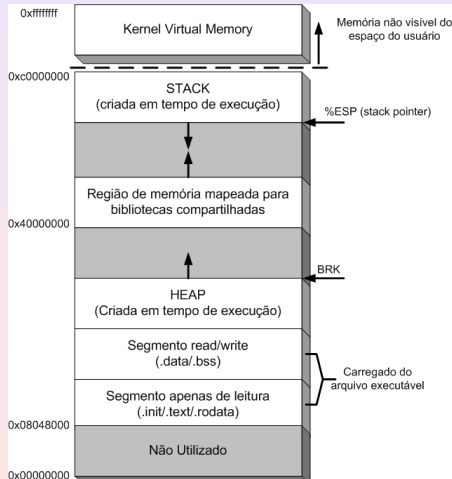 0xffffffff
Kernel Virtual Memory
Memória não visível do
espaço do usuário
0xc0000000
STACK
(criada em tempo de execução)
%ESP (stack pointer)
Região de memória mapeada para
bibliotecas compartilhadas
0x40000000
BRK
HEAP
(Criada em tempo de execução)
Segmento read/write
(.data/.bss)
Carregado do
arquivo executável
Segmento apenas de leitura
(.init/.text/.rodata)
0x08048000
Não Utilizado
0x00000000